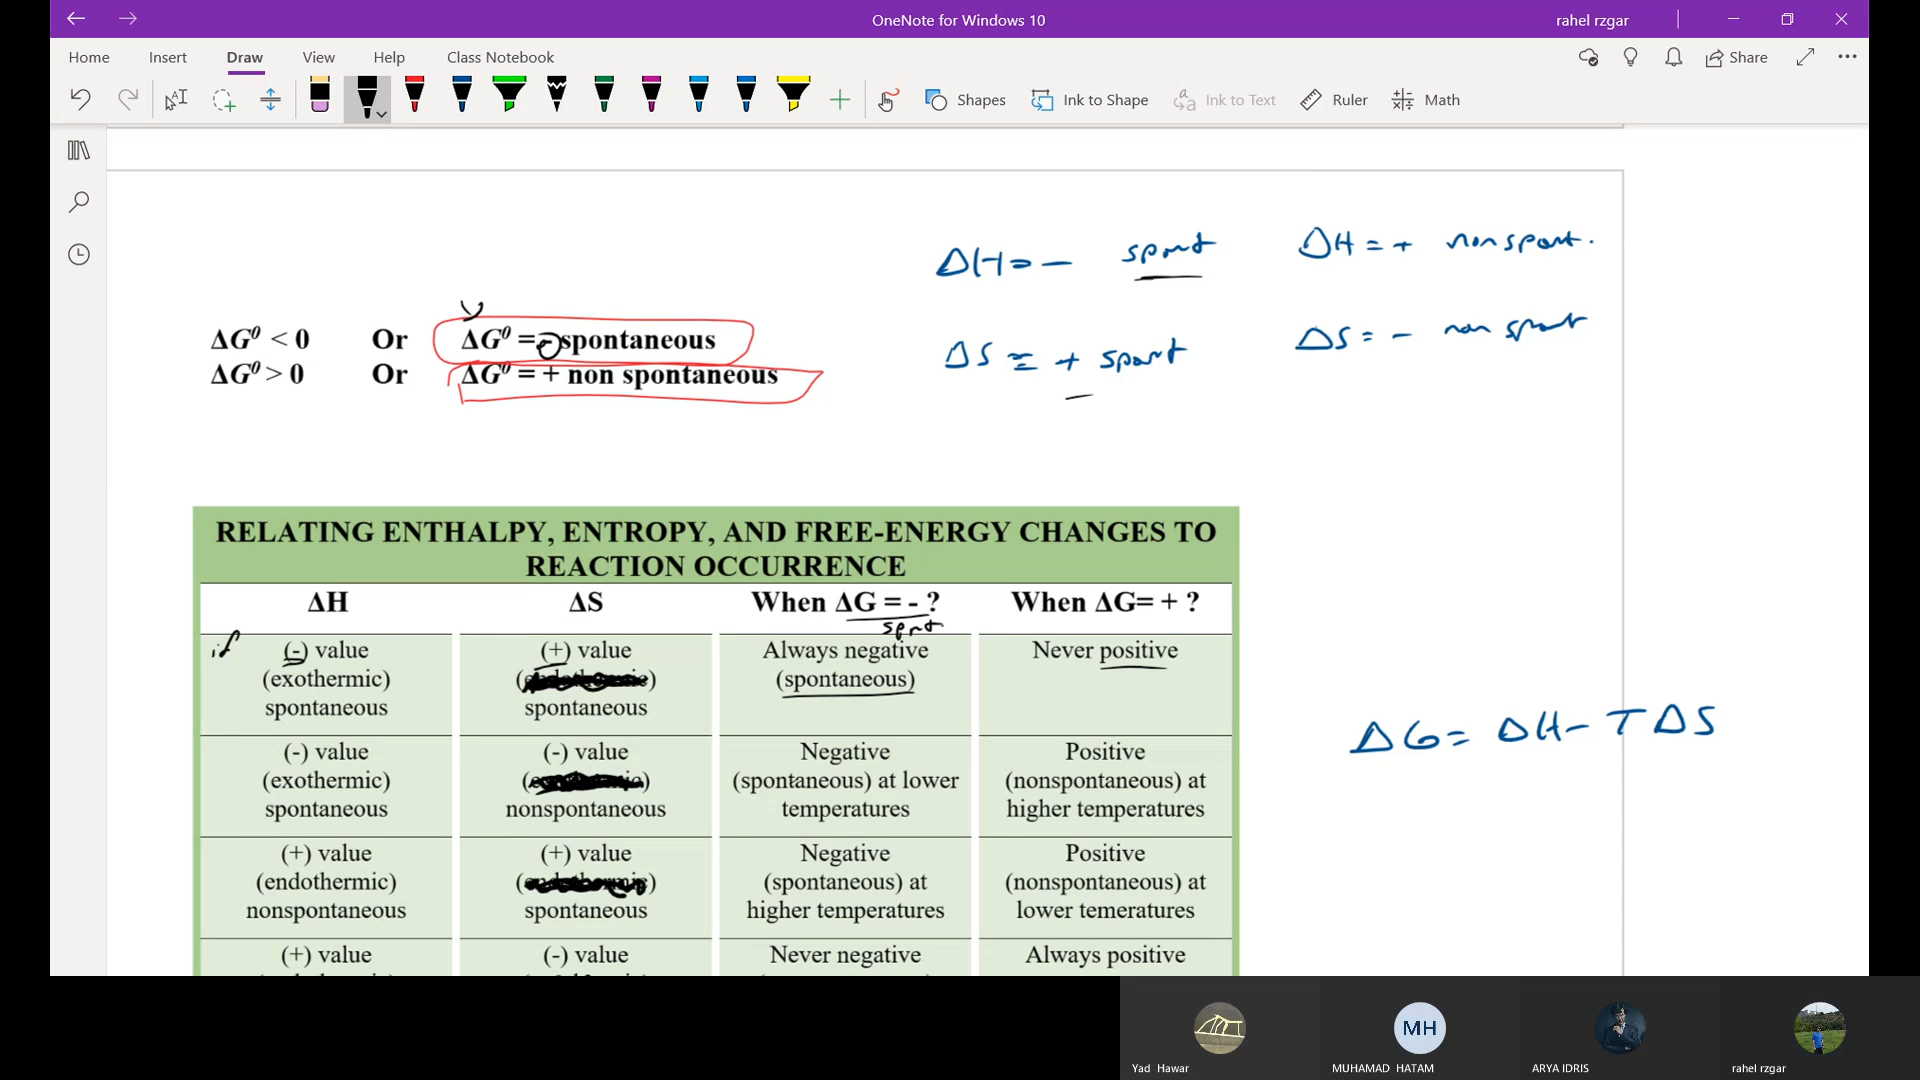 OneNote for Windows 10
rahel rzgar
Home Insert Draw View Help Class Notebook Share
Shapes Ink to Shape Ink to Text Ruler Math
ΔH = - spont
ΔH = + non spont.
ΔG⁰ < 0 Or ΔG⁰ = - spontaneous
ΔG⁰ > 0 Or ΔG⁰ = + non spontaneous
ΔS = + spont
ΔS = - non spont
RELATING ENTHALPY, ENTROPY, AND FREE-ENERGY CHANGES TO
REACTION OCCURRENCE
ΔH ΔS When ΔG = - ? When ΔG= + ?
spnt
if (-) value
(exothermic)
spontaneous
(+) value
spontaneous
Always negative
(spontaneous)
Never positive
(-) value
(exothermic)
spontaneous
(-) value
nonspontaneous
Negative
(spontaneous) at lower
temperatures
Positive
(nonspontaneous) at
higher temperatures
(+) value
(endothermic)
nonspontaneous
(+) value
spontaneous
Negative
(spontaneous) at
higher temperatures
Positive
(nonspontaneous) at
lower temeratures
(+) value (-) value Never negative Always positive
ΔG = ΔH - TΔS
MH
Yad Hawar MUHAMAD HATAM ARYA IDRIS rahel rzgar